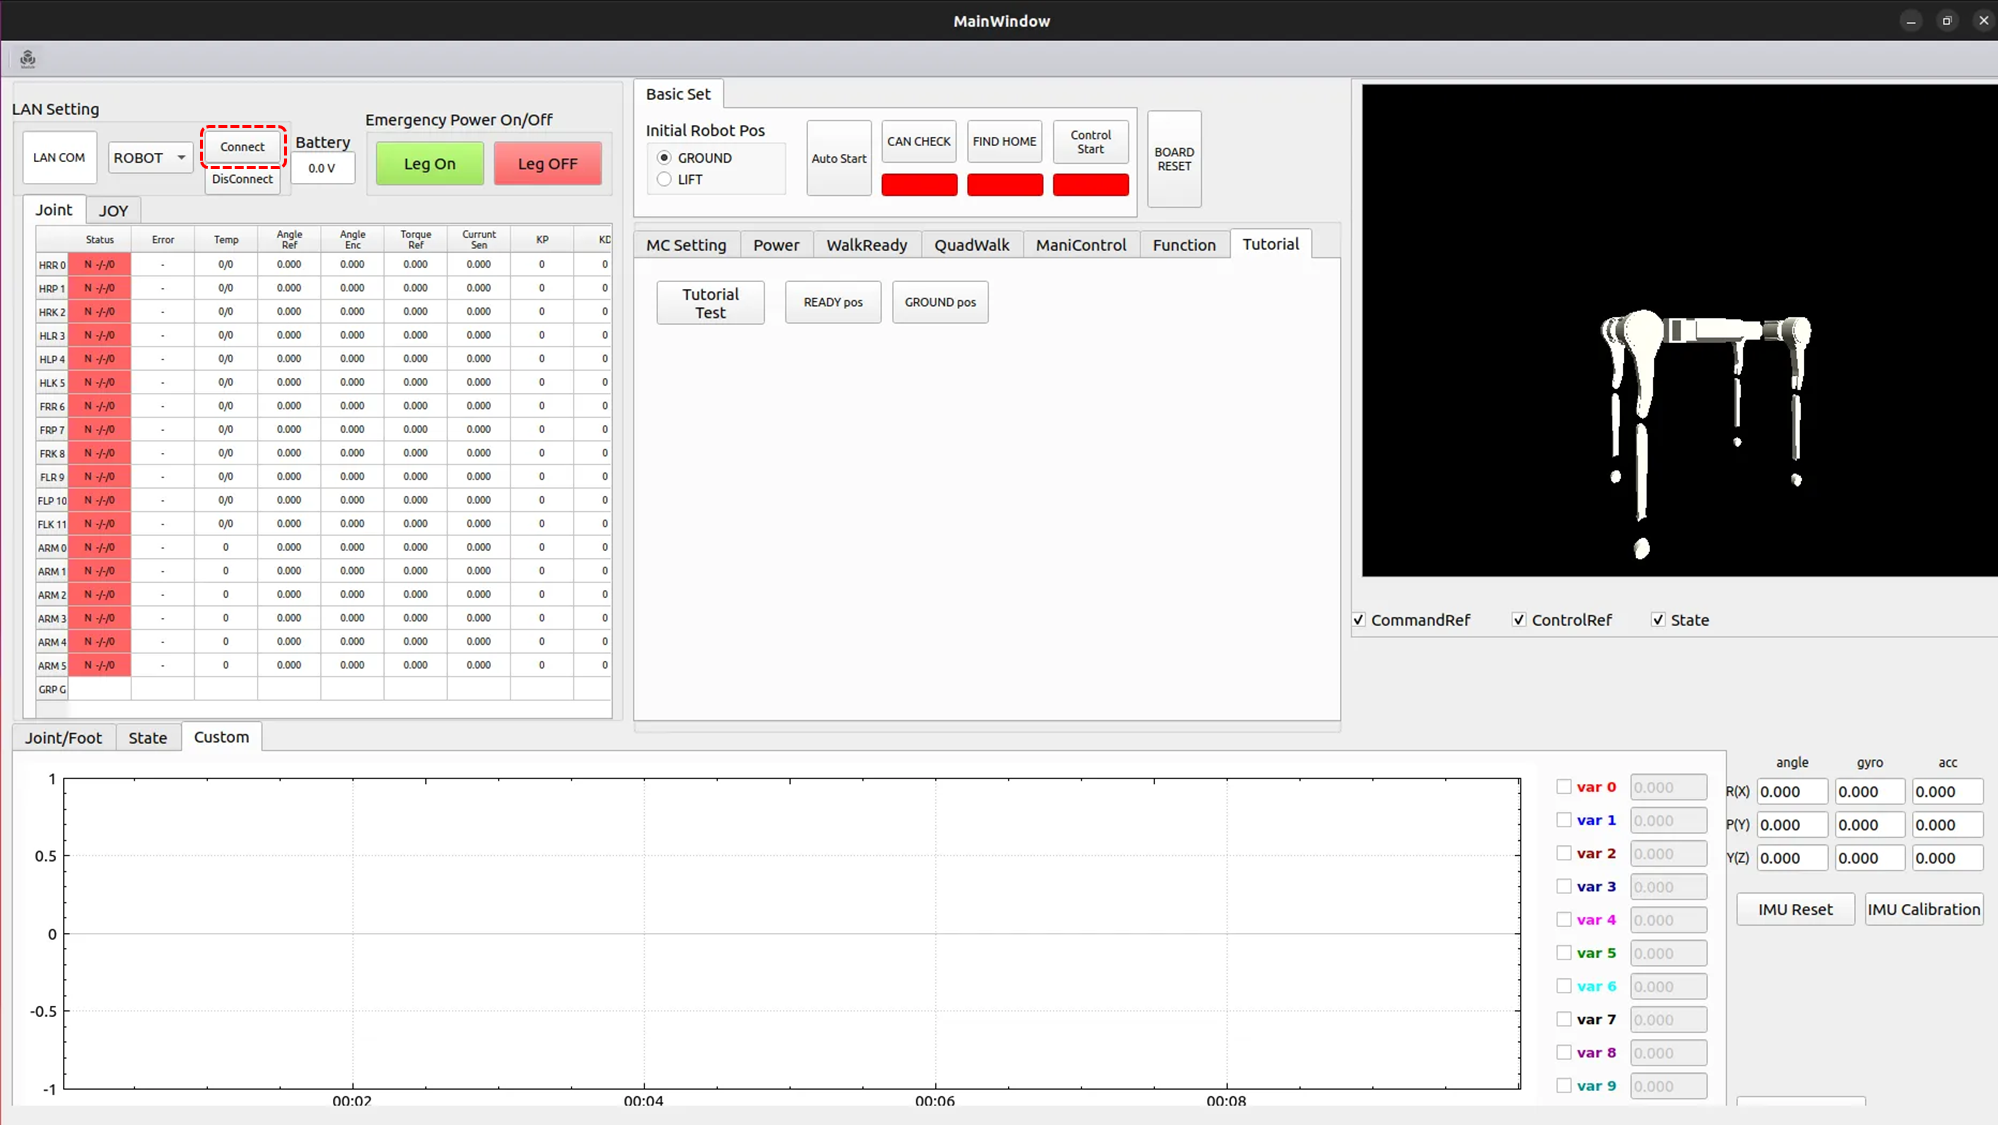 MainWindow
LAN Setting
LAN COM
ROBOT
Connect
DisConnect
Battery
0.0 V
Emergency Power On/Off
Leg On
Leg OFF
Joint JOY
Status Error Temp Angle Ref Angle Enc Torque Ref Currunt Sen KP KD
HRR 0 N -/-/0 - 0/0 0.000 0.000 0.000 0.000 0 0
HRP 1 N -/-/0 - 0/0 0.000 0.000 0.000 0.000 0 0
HRK 2 N -/-/0 - 0/0 0.000 0.000 0.000 0.000 0 0
HLR 3 N -/-/0 - 0/0 0.000 0.000 0.000 0.000 0 0
HLP 4 N -/-/0 - 0/0 0.000 0.000 0.000 0.000 0 0
HLK 5 N -/-/0 - 0/0 0.000 0.000 0.000 0.000 0 0
FRR 6 N -/-/0 - 0/0 0.000 0.000 0.000 0.000 0 0
FRP 7 N -/-/0 - 0/0 0.000 0.000 0.000 0.000 0 0
FRK 8 N -/-/0 - 0/0 0.000 0.000 0.000 0.000 0 0
FLR 9 N -/-/0 - 0/0 0.000 0.000 0.000 0.000 0 0
FLP 10 N -/-/0 - 0/0 0.000 0.000 0.000 0.000 0 0
FLK 11 N -/-/0 - 0/0 0.000 0.000 0.000 0.000 0 0
ARM 0 N -/-/0 - 0 0.000 0.000 0.000 0.000 0 0
ARM 1 N -/-/0 - 0 0.000 0.000 0.000 0.000 0 0
ARM 2 N -/-/0 - 0 0.000 0.000 0.000 0.000 0 0
ARM 3 N -/-/0 - 0 0.000 0.000 0.000 0.000 0 0
ARM 4 N -/-/0 - 0 0.000 0.000 0.000 0.000 0 0
ARM 5 N -/-/0 - 0 0.000 0.000 0.000 0.000 0 0
GRP G
Basic Set
Initial Robot Pos
GROUND
LIFT
Auto Start
CAN CHECK
FIND HOME
Control
Start
BOARD
RESET
MC Setting Power WalkReady QuadWalk ManiControl Function Tutorial
Tutorial
Test
READY pos
GROUND pos
CommandRef ControlRef State
Joint/Foot State Custom
1
0.5
0
-0.5
-1
00:02 00:04 00:06 00:08
var 0 0.000
var 1 0.000
var 2 0.000
var 3 0.000
var 4 0.000
var 5 0.000
var 6 0.000
var 7 0.000
var 8 0.000
var 9 0.000
angle gyro acc
R(X) 0.000 0.000 0.000
P(Y) 0.000 0.000 0.000
Y(Z) 0.000 0.000 0.000
IMU Reset
IMU Calibration